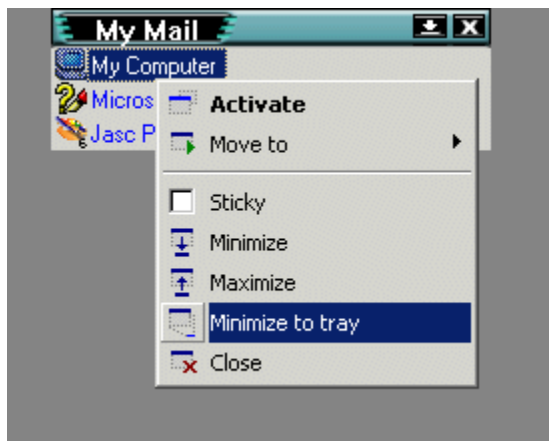 My Mail
My Computer
Micros
Jasc P
Activate
Move to
Sticky
Minimize
Maximize
Minimize to tray
Close